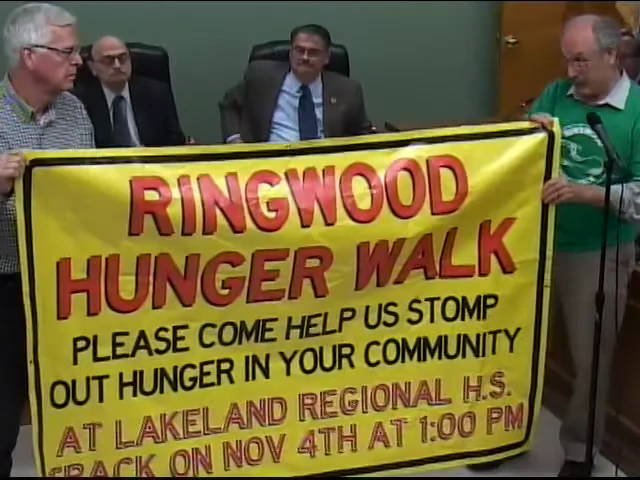 RINGWOOD
HUNGER WALK
PLEASE COME HELP US STOMP
OUT HUNGER IN YOUR COMMUNITY
AT LAKELAND REGIONAL H.S.
TRACK ON NOV 4TH AT 1:00 PM